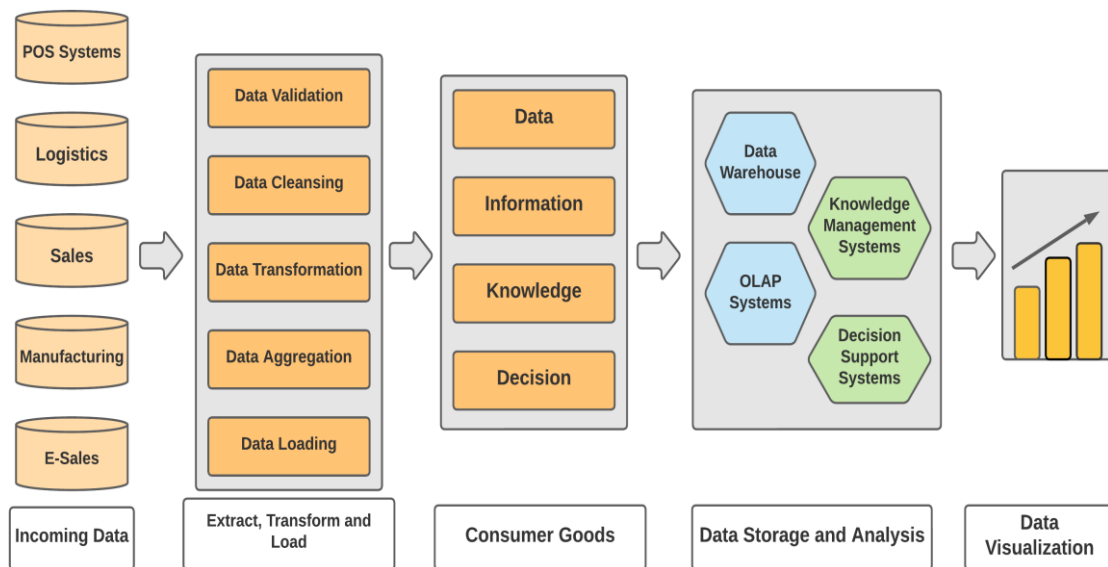 POS Systems
Logistics
Sales
Manufacturing
E-Sales
Incoming Data
Data Validation
Data Cleansing
Data Transformation
Data Aggregation
Data Loading
Extract, Transform and
Load
Data
Information
Knowledge
Decision
Consumer Goods
Data
Warehouse
Knowledge
Management
Systems
OLAP
Systems
Decision
Support
Systems
Data Storage and Analysis
Data
Visualization